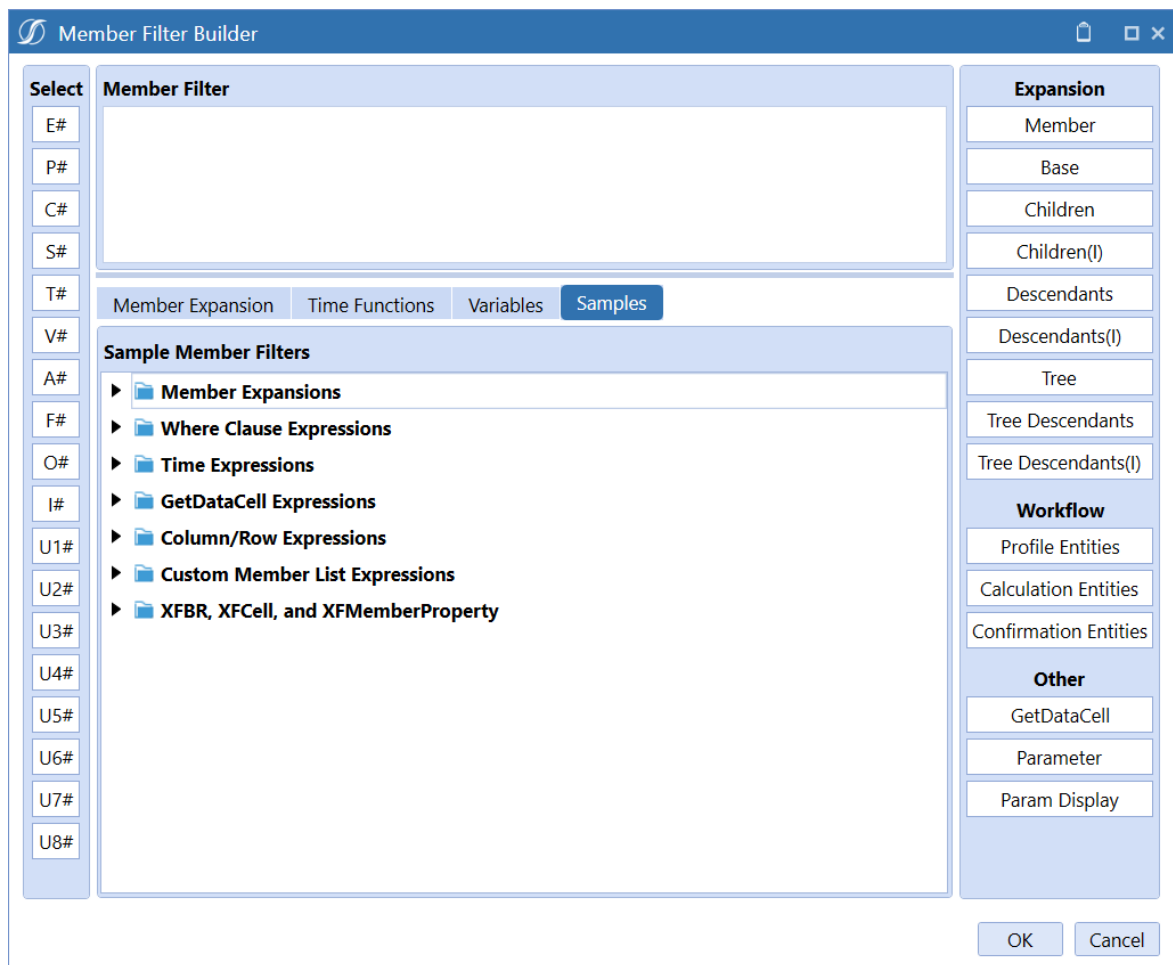 Member Filter Builder
Select
E#
P#
C#
S#
T#
V#
A#
F#
O#
I#
U1#
U2#
U3#
U4#
U5#
U6#
U7#
U8#
Member Filter
Member Expansion
Time Functions
Variables
Samples
Sample Member Filters
Member Expansions
Where Clause Expressions
Time Expressions
GetDataCell Expressions
Column/Row Expressions
Custom Member List Expressions
XFBR, XFCell, and XFMemberProperty
Expansion
Member
Base
Children
Children(I)
Descendants
Descendants(I)
Tree
Tree Descendants
Tree Descendants(I)
Workflow
Profile Entities
Calculation Entities
Confirmation Entities
Other
GetDataCell
Parameter
Param Display
OK
Cancel